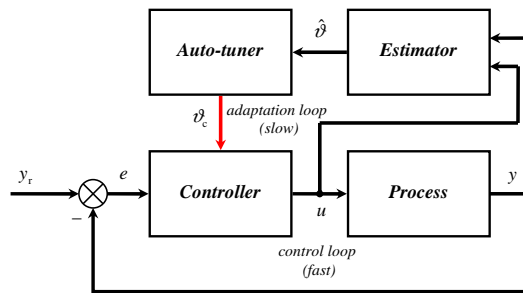 Auto-tuner
ϑ̂
Estimator
ϑc
adaptation loop
(slow)
yr
e
Controller
Process
y
−
u
control loop
(fast)